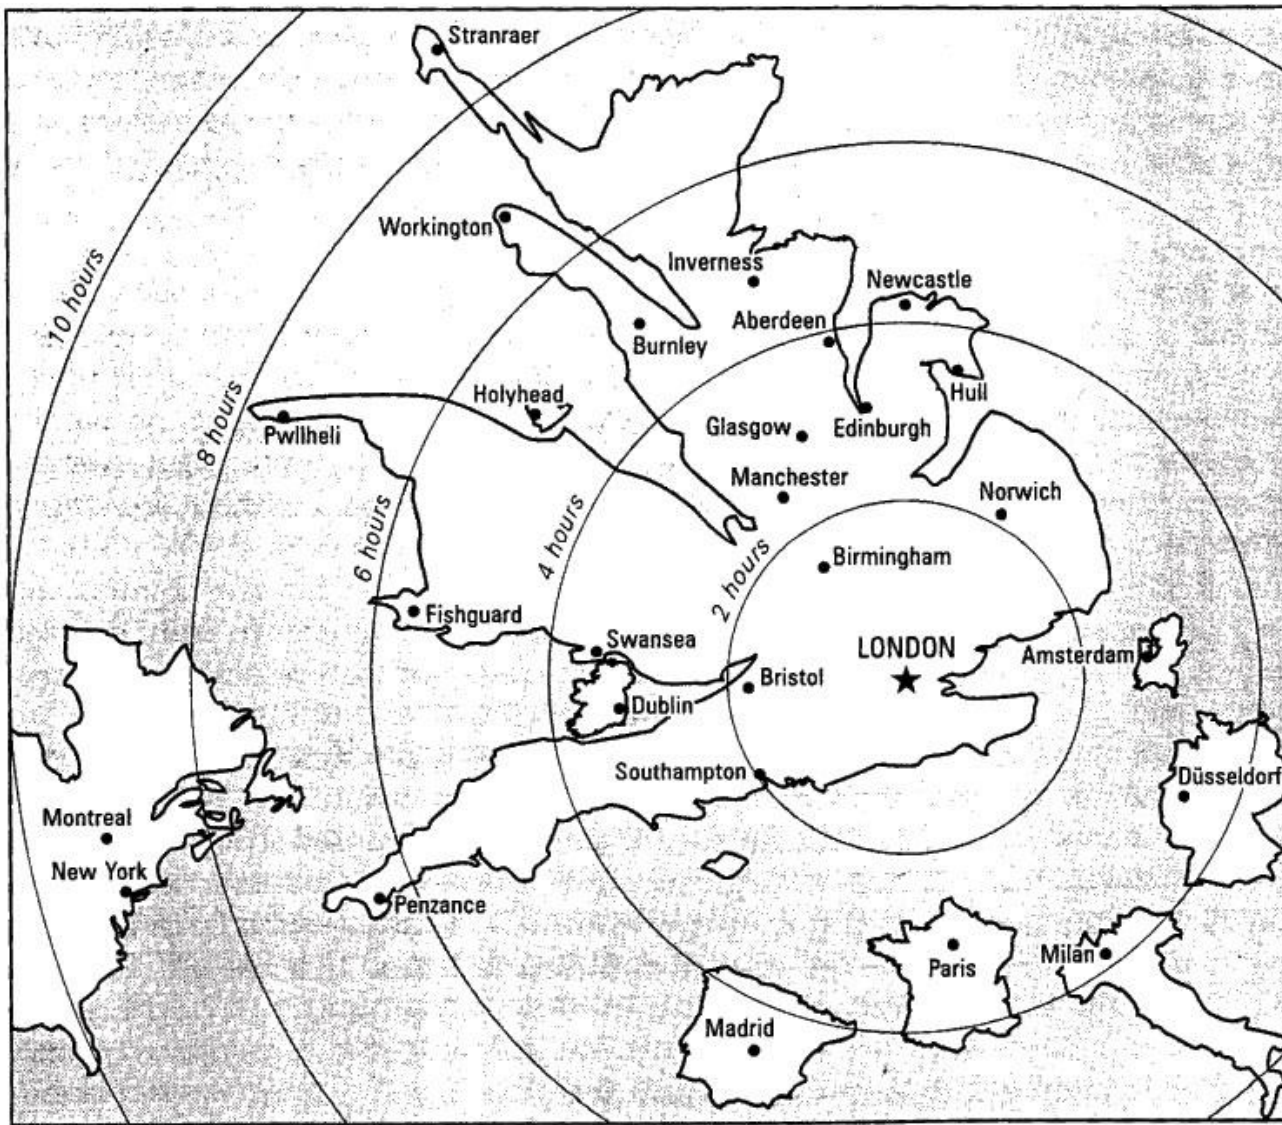 Stranraer
Workington
Inverness
Newcastle
10 hours
Aberdeen
Burnley
Hull
Holyhead
Pwllheli
8 hours
Glasgow
Edinburgh
Manchester
Norwich
6 hours
4 hours
2 hours
Birmingham
Fishguard
Swansea
LONDON
Amsterdam
Bristol
Dublin
Southampton
Düsseldorf
Montreal
New York
Penzance
Paris
Milan
Madrid